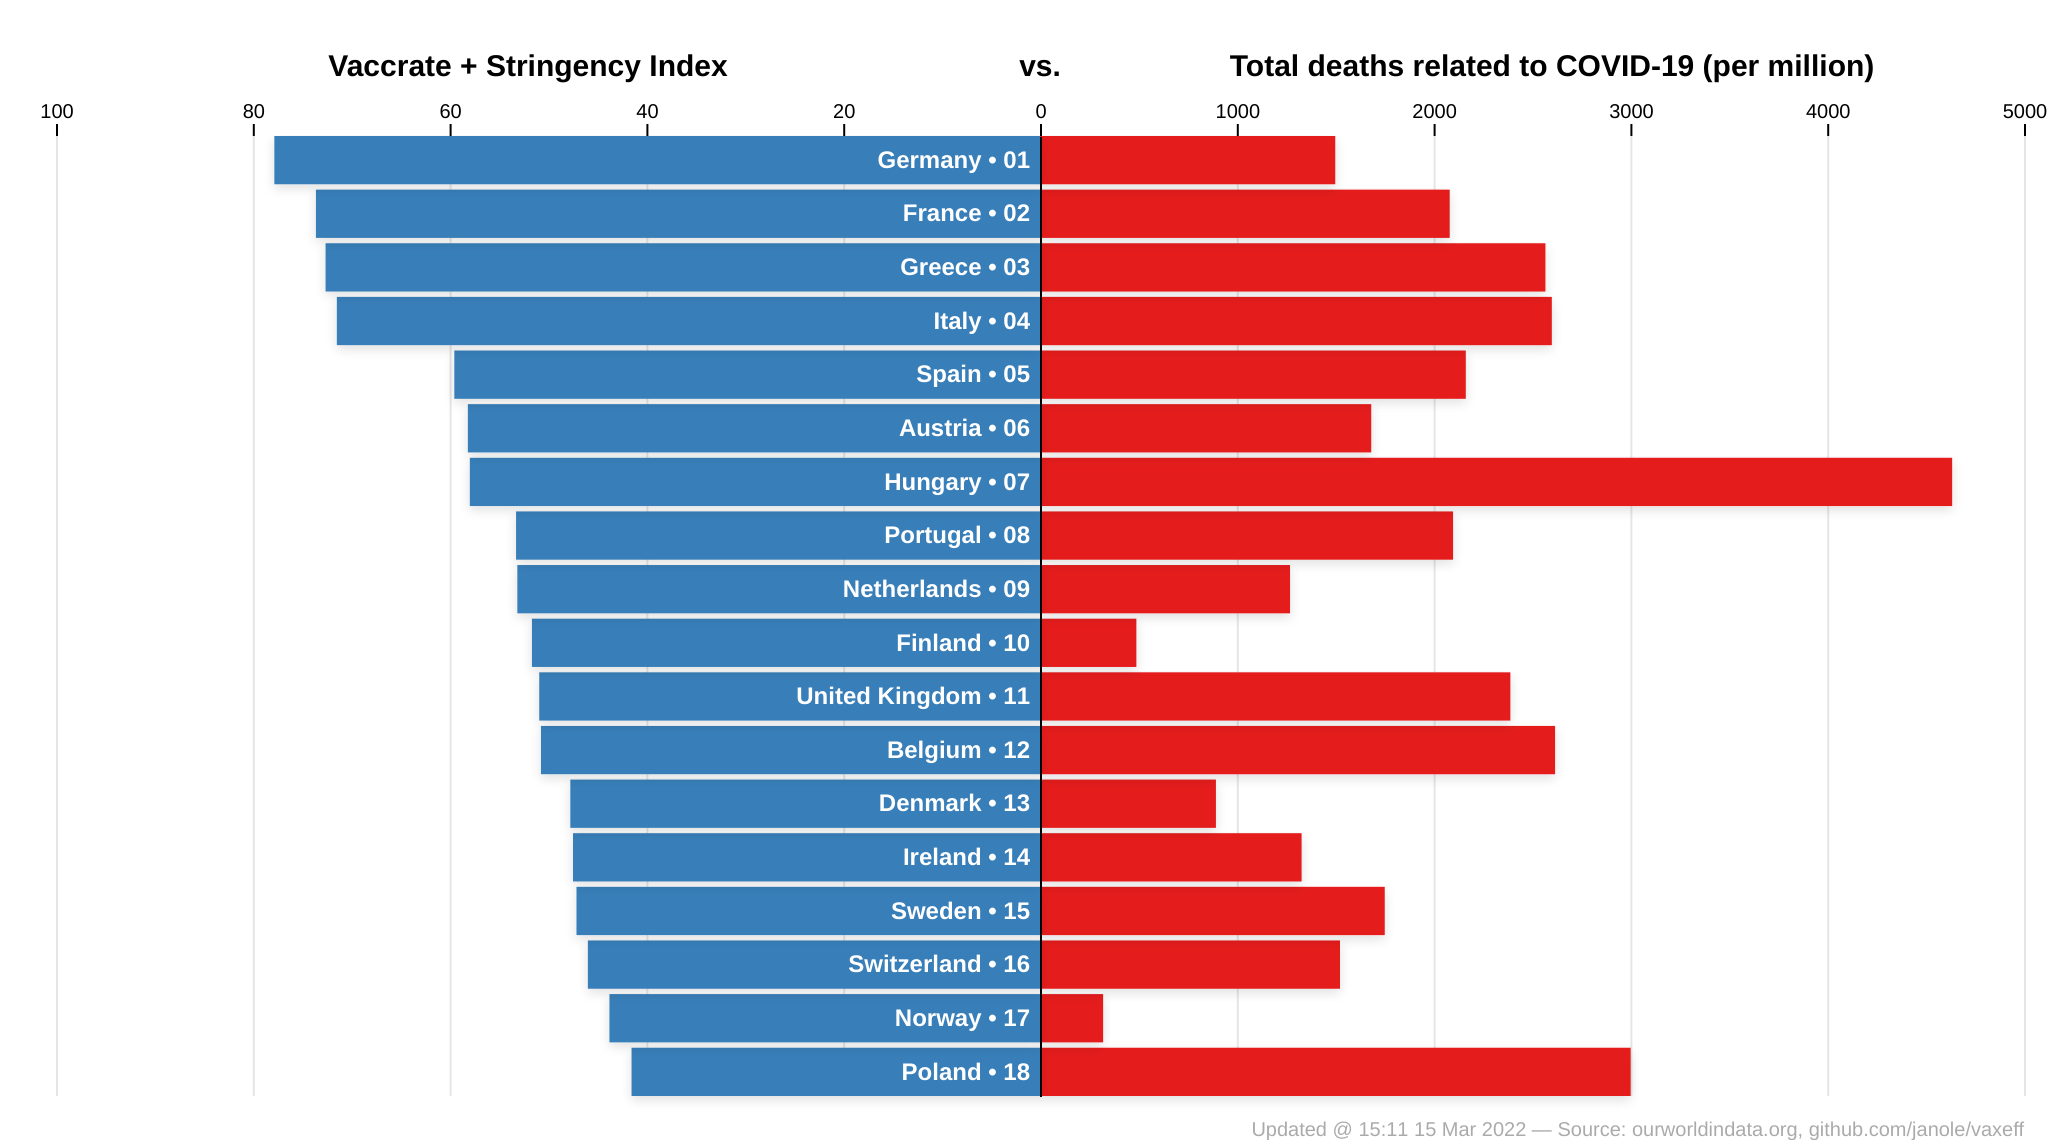 Vaccrate + Stringency Index vs. Total deaths related to COVID-19 (per million)
100 80 60 40 20 0 1000 2000 3000 4000 5000
Germany • 01
France • 02
Greece • 03
Italy • 04
Spain • 05
Austria • 06
Hungary • 07
Portugal • 08
Netherlands • 09
Finland • 10
United Kingdom • 11
Belgium • 12
Denmark • 13
Ireland • 14
Sweden • 15
Switzerland • 16
Norway • 17
Poland • 18
Updated @ 15:11 15 Mar 2022 — Source: ourworldindata.org, github.com/janole/vaxeff